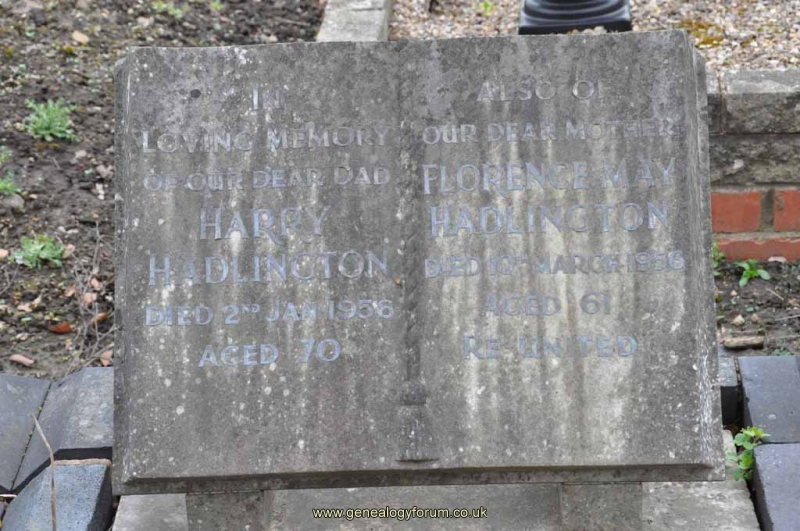 IN
LOVING MEMORY
OF OUR DEAR DAD
HARRY
HADLINGTON
DIED 2ND JAN 1956
AGED 70
ALSO OF
OUR DEAR MOTHER
FLORENCE MAY
HADLINGTON
DIED 10TH MARCH 1956
AGED 61
RE-UNITED
www.genealogyforum.co.uk